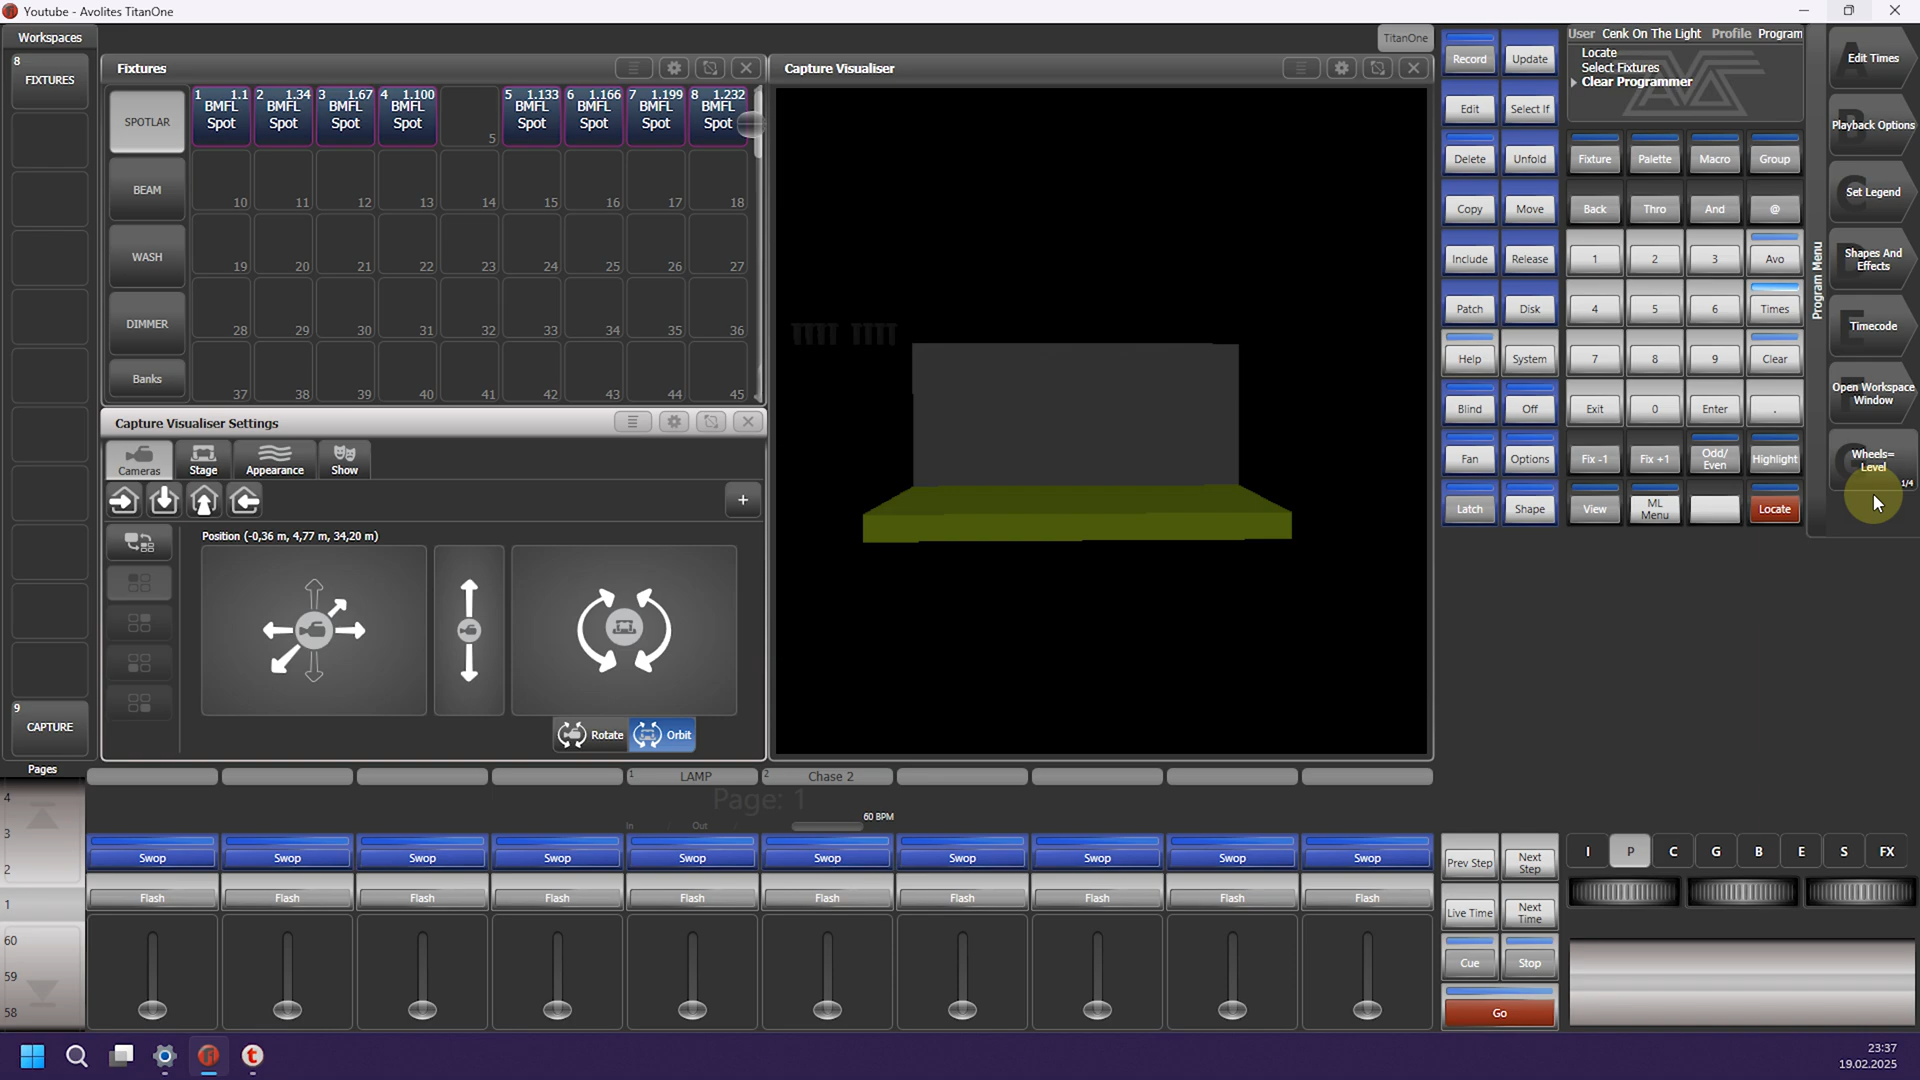 Youtube - Avolites TitanOne
Workspaces
8
FIXTURES
9
CAPTURE
Pages
4
3
2
1
60
59
58
Fixtures
SPOTLAR
BEAM
WASH
DIMMER
Banks
1 1.1 BMFL Spot
2 1.34 BMFL Spot
3 1.67 BMFL Spot
4 1.100 BMFL Spot
5
5 1.133 BMFL Spot
6 1.166 BMFL Spot
7 1.199 BMFL Spot
8 1.232 BMFL Spot
10 11 12 13 14 15 16 17 18
19 20 21 22 23 24 25 26 27
28 29 30 31 32 33 34 35 36
37 38 39 40 41 42 43 44 45
Capture Visualiser Settings
Cameras Stage Appearance Show
+
Position (-0,36 m, 4,77 m, 34,20 m)
Rotate Orbit
Capture Visualiser
TitanOne
Record Update
Edit Select If
Delete Unfold
Copy Move
Include Release
Patch Disk
Help System
Blind Off
Fan Options
Latch Shape
User Cenk On The Light Profile Program
Locate
Select Fixtures
Clear Programmer
Fixture Palette Macro Group
Back Thro And @
1 2 3 Avo
4 5 6 Times
7 8 9 Clear
Exit 0 Enter .
Fix -1 Fix +1 Odd/ Even Highlight
View ML Menu Locate
Program Menu
A Edit Times
B Playback Options
C Set Legend
D Shapes And Effects
E Timecode
F Open Workspace Window
G Wheels= Level 1/4
1 LAMP
2 Chase 2
Page: 1
In / Out /
60 BPM
Swop Swop Swop Swop Swop Swop Swop Swop Swop Swop
Flash Flash Flash Flash Flash Flash Flash Flash Flash Flash
Prev Step Next Step
Live Time Next Time
Cue Stop
Go
I P C G B E S FX
23:37
19.02.2025